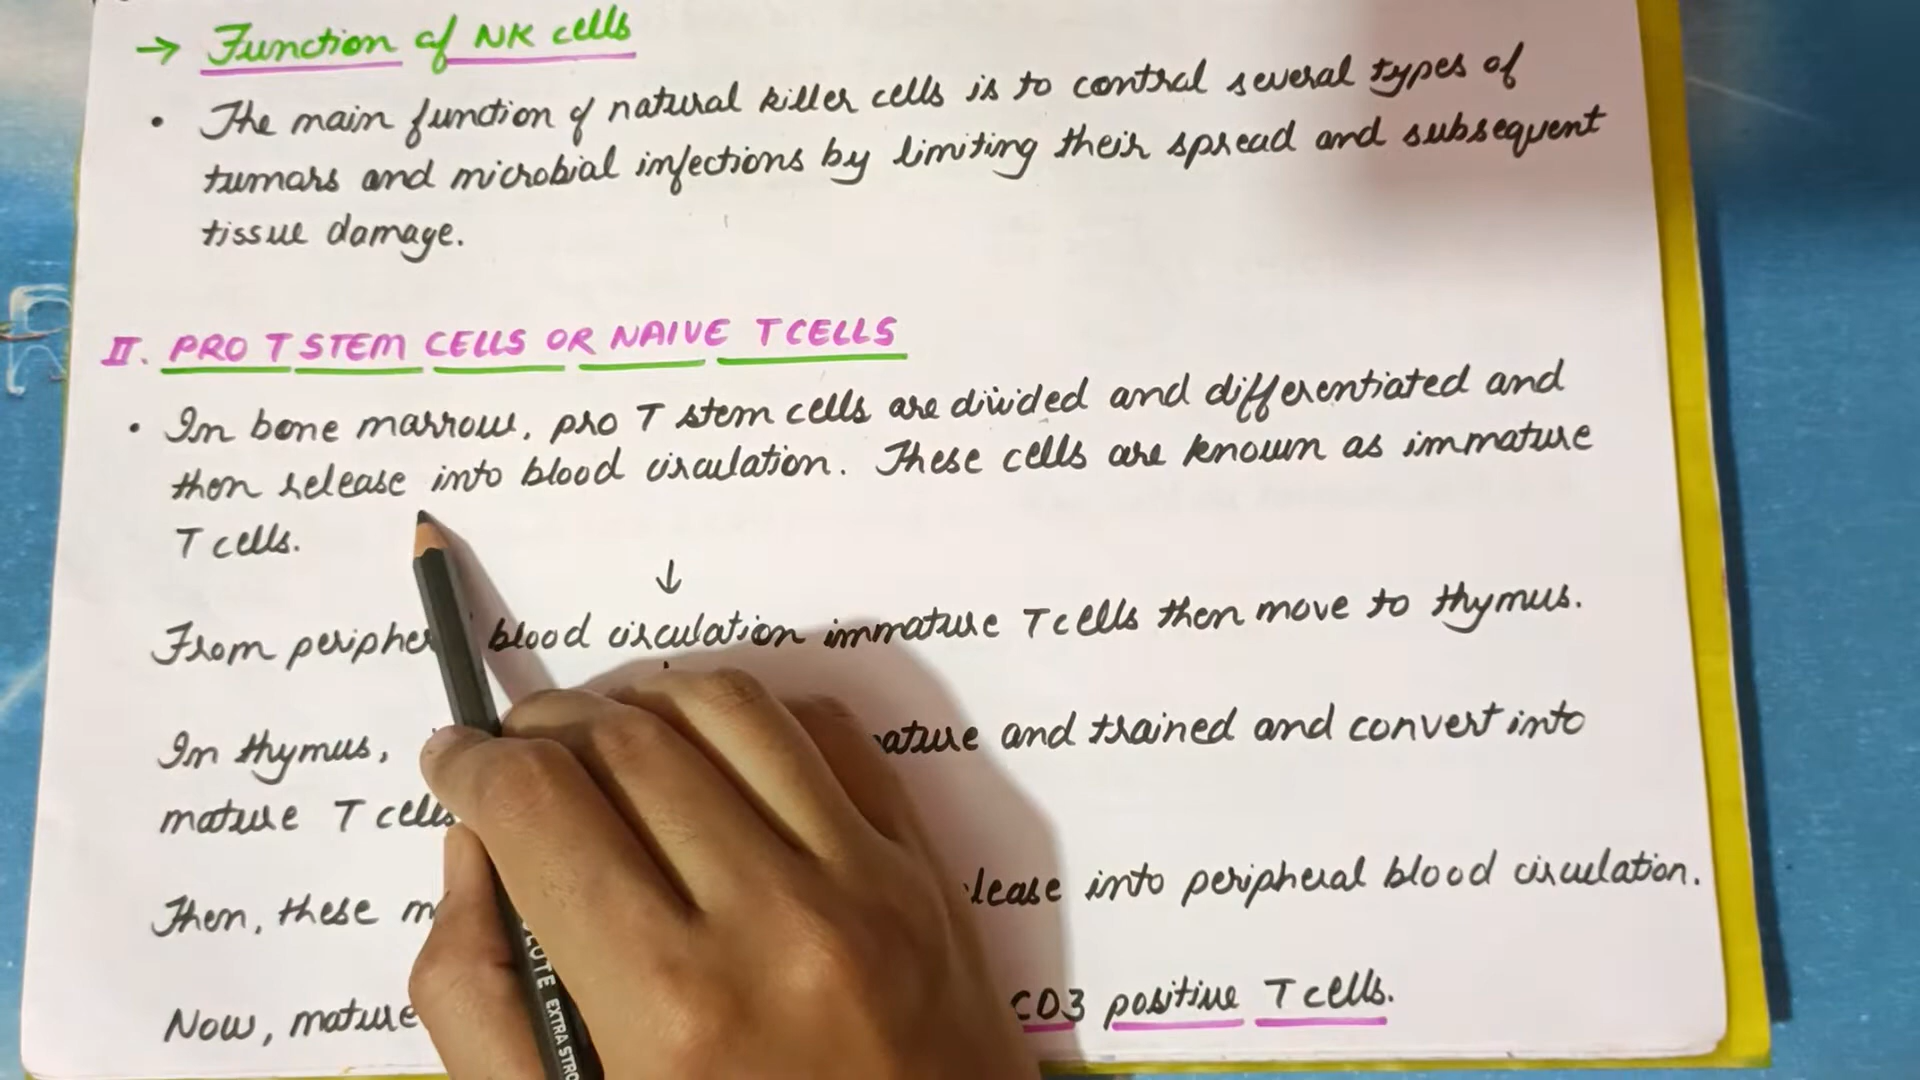 → Function of NK cells
• The main function of natural killer cells is to control several types of
tumors and microbial infections by limiting their spread and subsequent
tissue damage.
II. PRO T STEM CELLS OR NAIVE T CELLS
• In bone marrow, pro T stem cells are divided and differentiated and
then release into blood circulation. These cells are known as immature
T cells.
↓
From blood circulation immature T cells then move to thymus.
In thymus, and trained and convert into
mature T cells
Then, these into peripheral blood circulation.
Now, mature CD3 positive T cells.
EXTRA